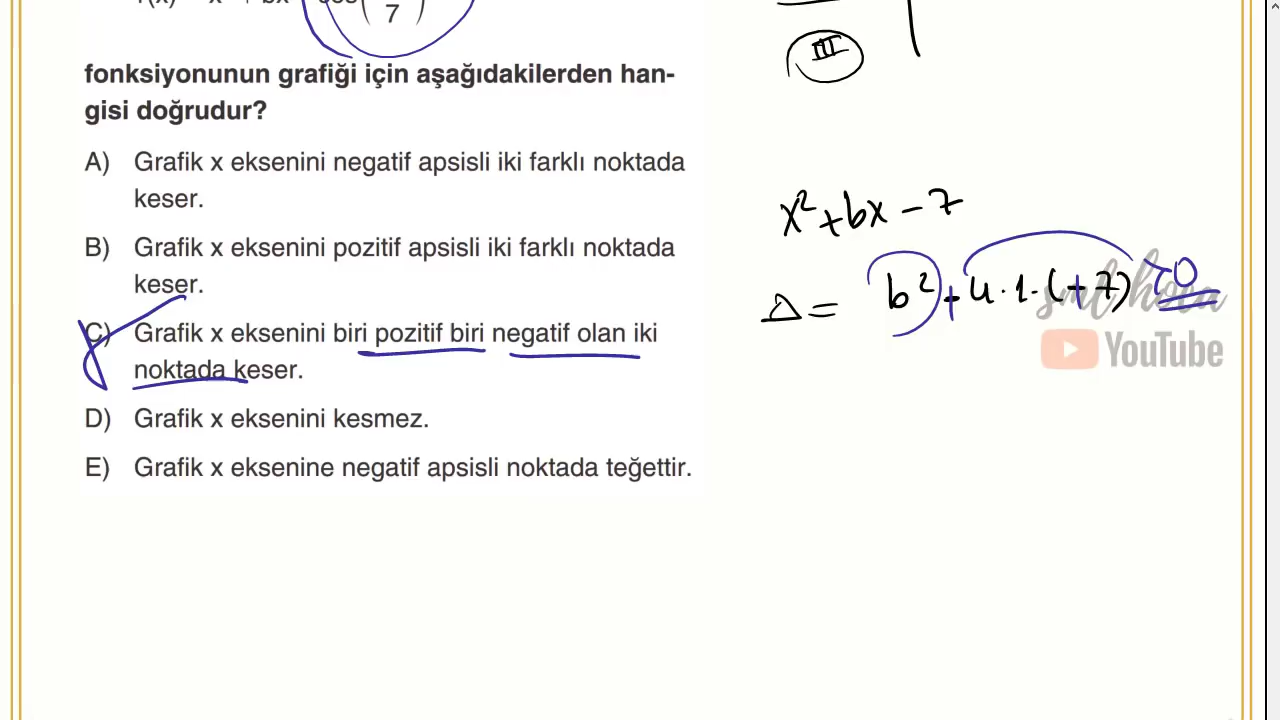 7
fonksiyonunun grafiği için aşağıdakilerden han-
gisi doğrudur?
A) Grafik x eksenini negatif apsisli iki farklı noktada
keser.
B) Grafik x eksenini pozitif apsisli iki farklı noktada
keser.
C) Grafik x eksenini biri pozitif biri negatif olan iki
noktada keser.
D) Grafik x eksenini kesmez.
E) Grafik x eksenine negatif apsisli noktada teğettir.
III
x² + bx - 7
Δ = b² + 4 · 1 · (+7) > 0
YouTube